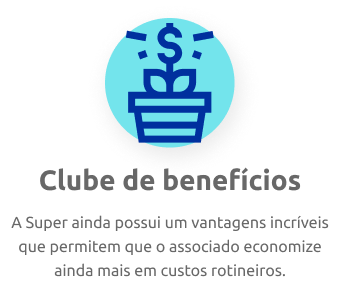 $
Clube de benefícios
A Super ainda possui um vantagens incríveis
que permitem que o associado economize
ainda mais em custos rotineiros.